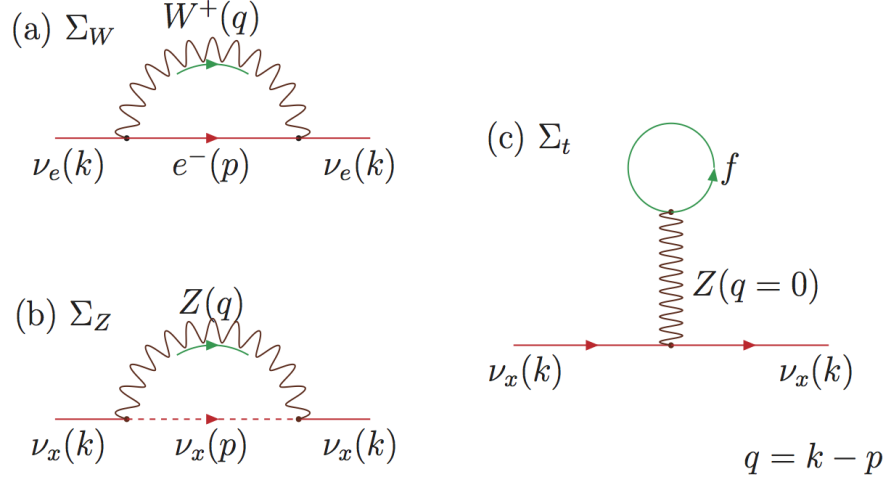 (a) Σ_W
W⁺(q)
ν_e(k)
e⁻(p)
ν_e(k)
(b) Σ_Z
Z(q)
ν_x(k)
ν_x(p)
ν_x(k)
(c) Σ_t
f
Z(q = 0)
ν_x(k)
ν_x(k)
q = k − p